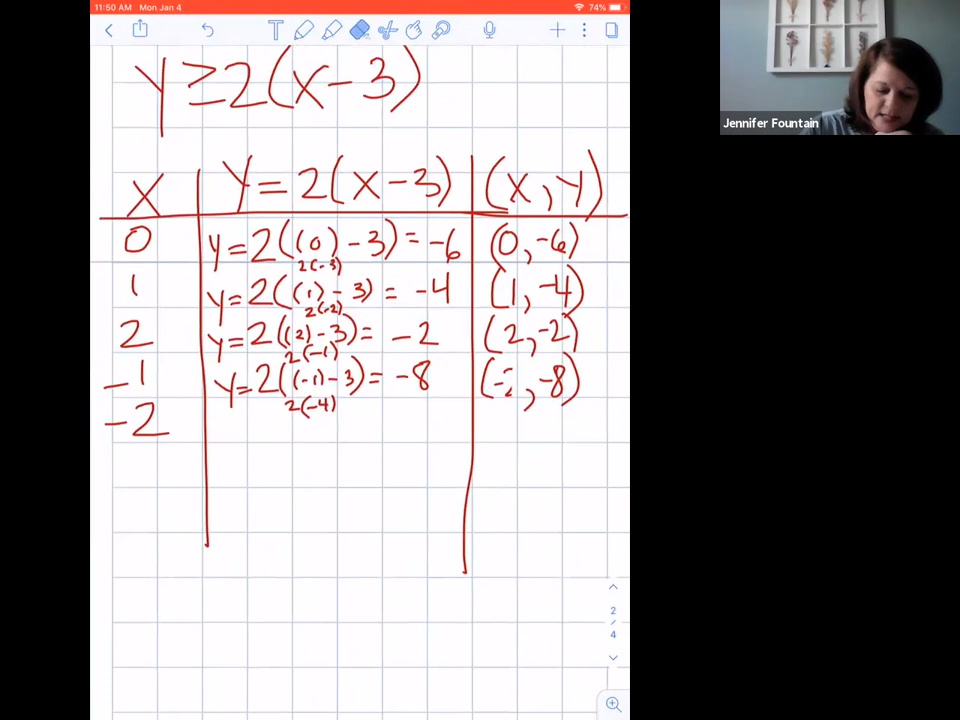 11:50 AM Mon Jan 4
74%
Jennifer Fountain
y ≥ 2(x - 3)
x y = 2(x - 3) (x, y)
0 y = 2((0) - 3) = -6 (0, -6)
2(-3)
1 y = 2((1) - 3) = -4 (1, -4)
2(-2)
2 y = 2((2) - 3) = -2 (2, -2)
2(-1)
-1 y = 2((-1) - 3) = -8 (- , -8)
2(-4)
-2
2
/
4